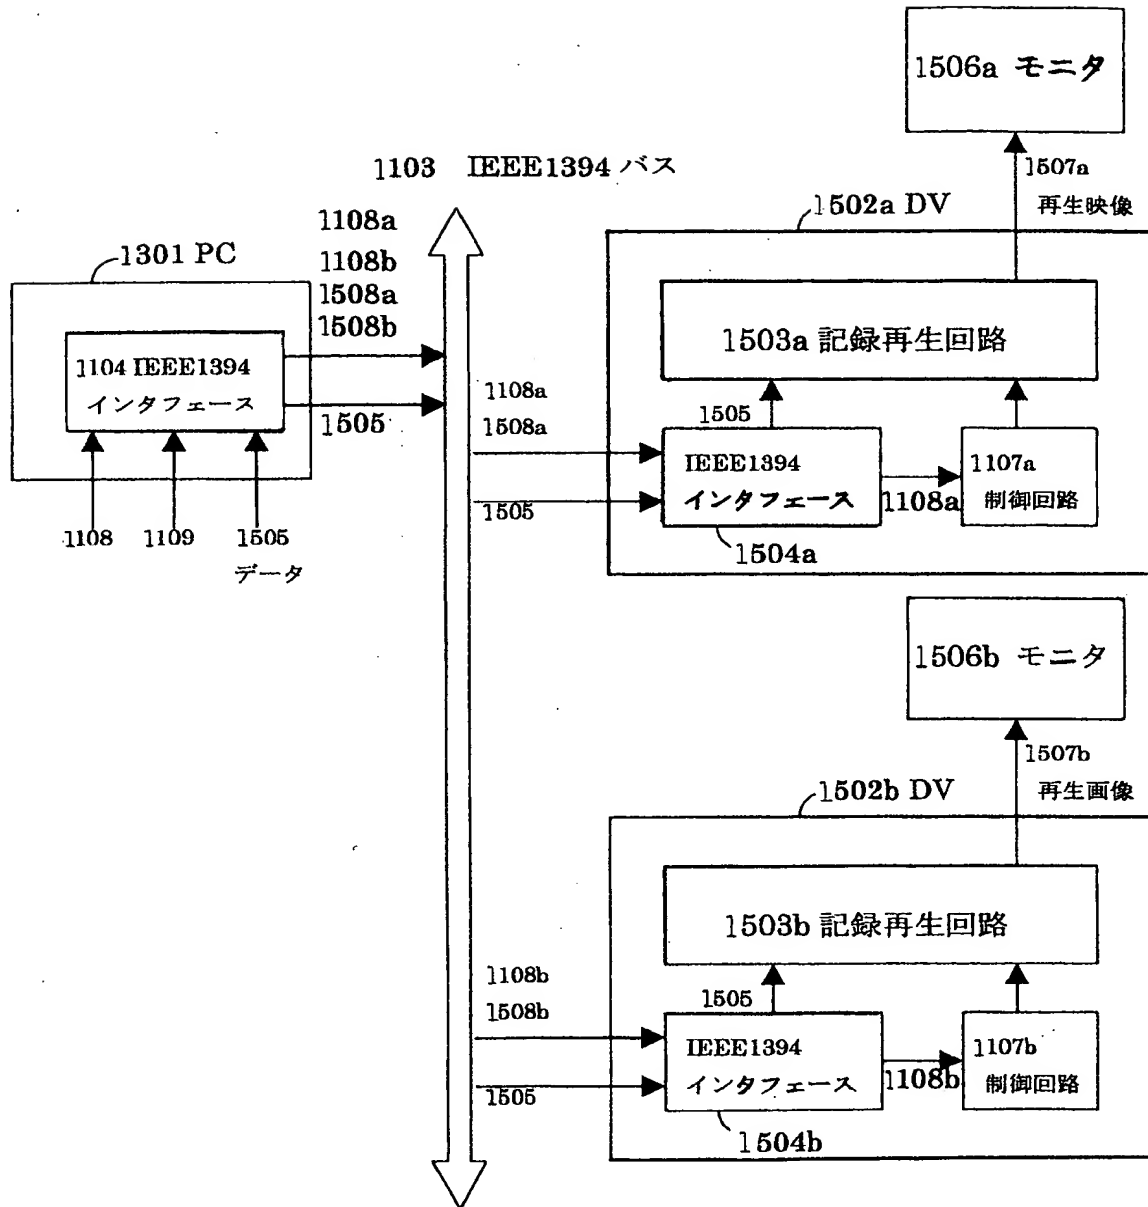 1506a モニタ
1103 IEEE1394 バス
1507a
再生映像
1502a DV
1108a
1108b
1508a
1508b
1301 PC
1104 IEEE1394
インタフェース
1505
1108
1109
1505
データ
1503a 記録再生回路
1108a
1508a
1505
1505
IEEE1394
インタフェース
1108a
1107a
制御回路
1504a
1506b モニタ
1507b
再生画像
1502b DV
1503b 記録再生回路
1108b
1508b
1505
1505
IEEE1394
インタフェース
1108b
1107b
制御回路
1504b